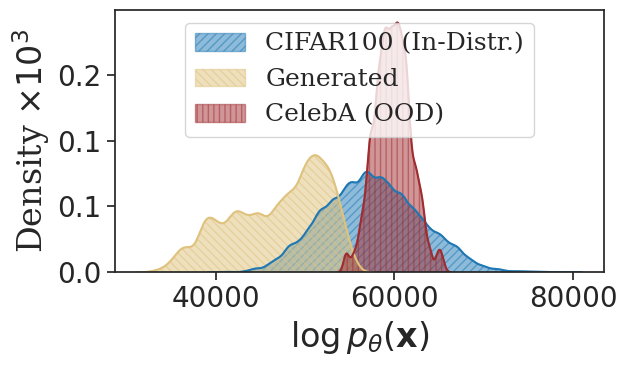 CIFAR100 (In-Distr.)
Generated
CelebA (OOD)
Density ×10³
0.2
0.1
0.1
0.0
40000 60000 80000
log pθ(x)